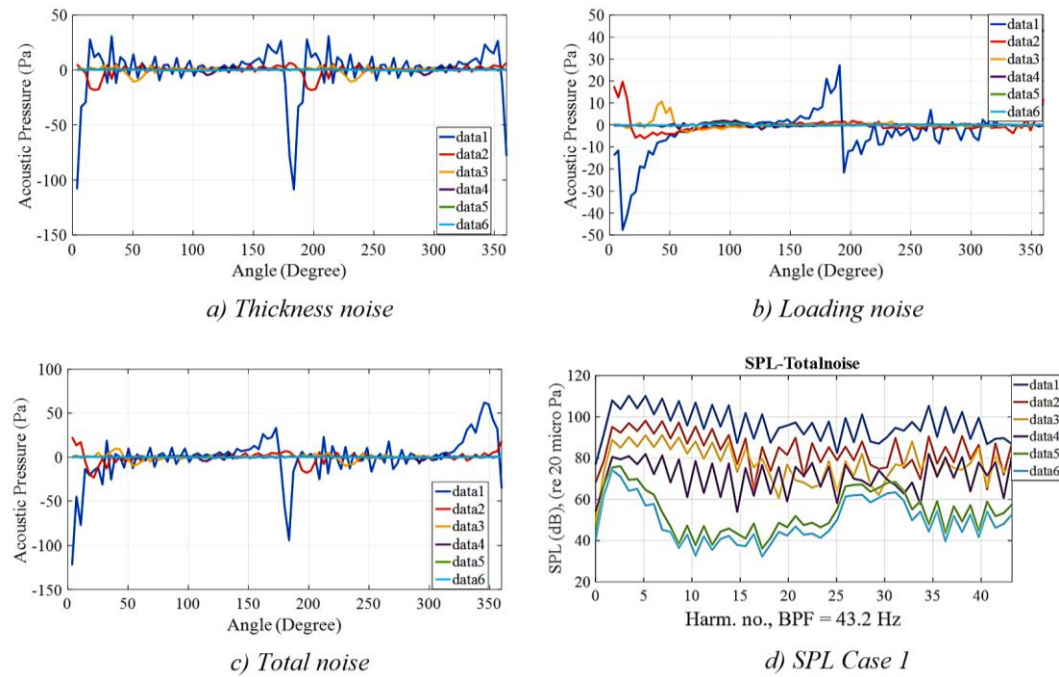 50
0
-50
-100
-150
Acoustic Pressure (Pa)
data1
data2
data3
data4
data5
data6
0 50 100 150 200 250 300 350
Angle (Degree)
a) Thickness noise
50
40
30
20
10
0
-10
-20
-30
-40
-50
Acoustic Pressure (Pa)
data1
data2
data3
data4
data5
data6
0 50 100 150 200 250 300 350
Angle (Degree)
b) Loading noise
100
50
0
-50
-100
-150
Acoustic Pressure (Pa)
data1
data2
data3
data4
data5
data6
0 50 100 150 200 250 300 350
Angle (Degree)
c) Total noise
SPL-Totalnoise
120
100
80
60
40
20
SPL (dB), (re 20 micro Pa)
data1
data2
data3
data4
data5
data6
0 5 10 15 20 25 30 35 40
Harm. no., BPF = 43.2 Hz
d) SPL Case 1